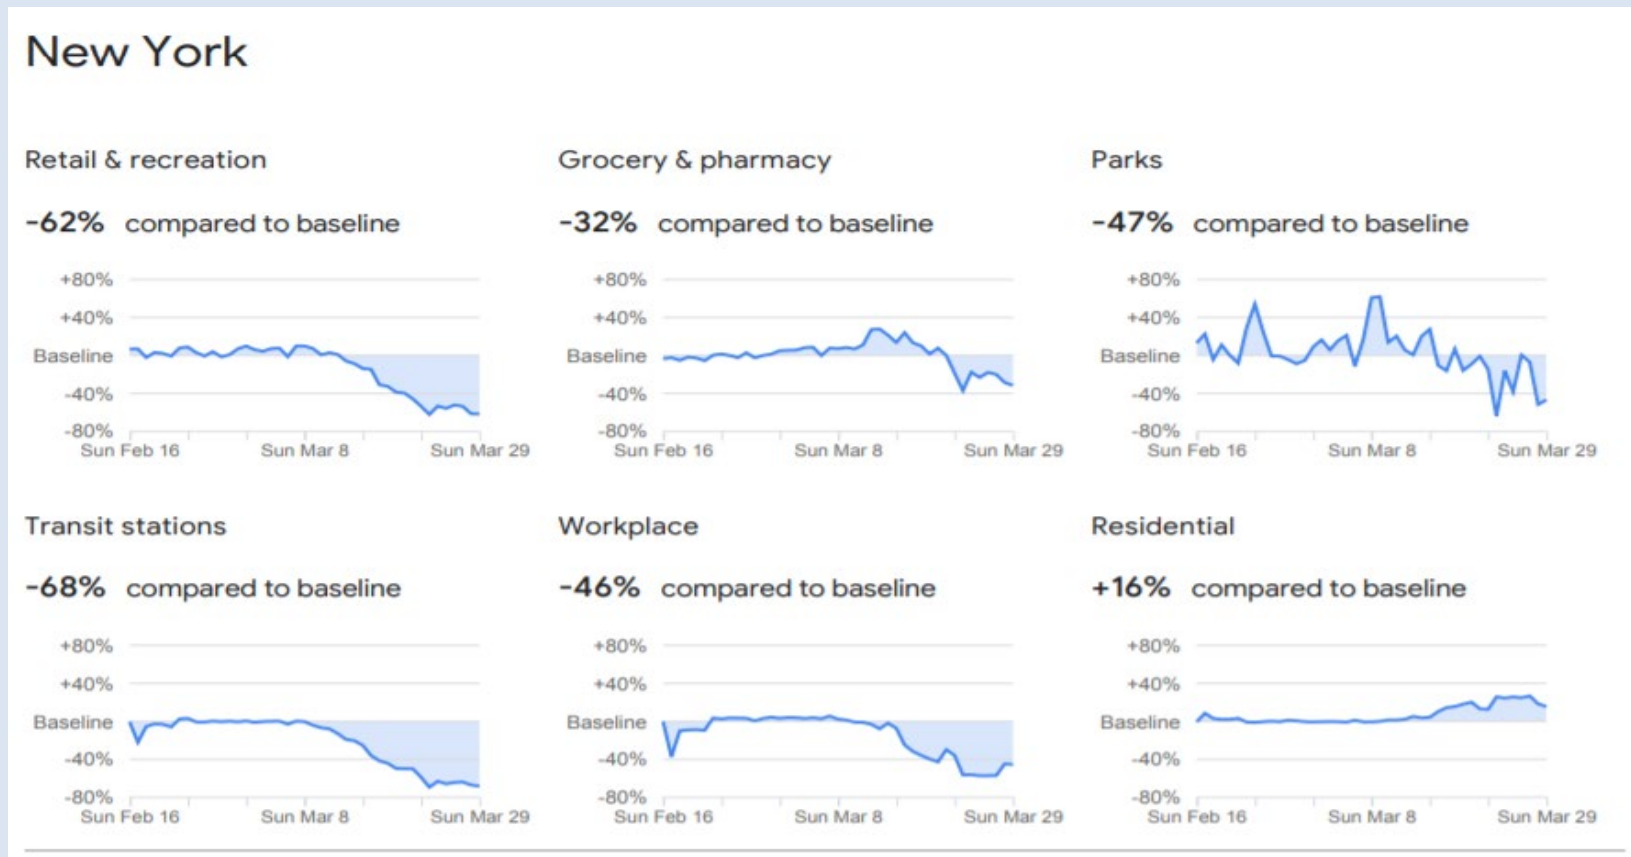 New York
Retail & recreation
-62% compared to baseline
+80%
+40%
Baseline
-40%
-80%
Sun Feb 16 Sun Mar 8 Sun Mar 29
Grocery & pharmacy
-32% compared to baseline
+80%
+40%
Baseline
-40%
-80%
Sun Feb 16 Sun Mar 8 Sun Mar 29
Parks
-47% compared to baseline
+80%
+40%
Baseline
-40%
-80%
Sun Feb 16 Sun Mar 8 Sun Mar 29
Transit stations
-68% compared to baseline
+80%
+40%
Baseline
-40%
-80%
Sun Feb 16 Sun Mar 8 Sun Mar 29
Workplace
-46% compared to baseline
+80%
+40%
Baseline
-40%
-80%
Sun Feb 16 Sun Mar 8 Sun Mar 29
Residential
+16% compared to baseline
+80%
+40%
Baseline
-40%
-80%
Sun Feb 16 Sun Mar 8 Sun Mar 29